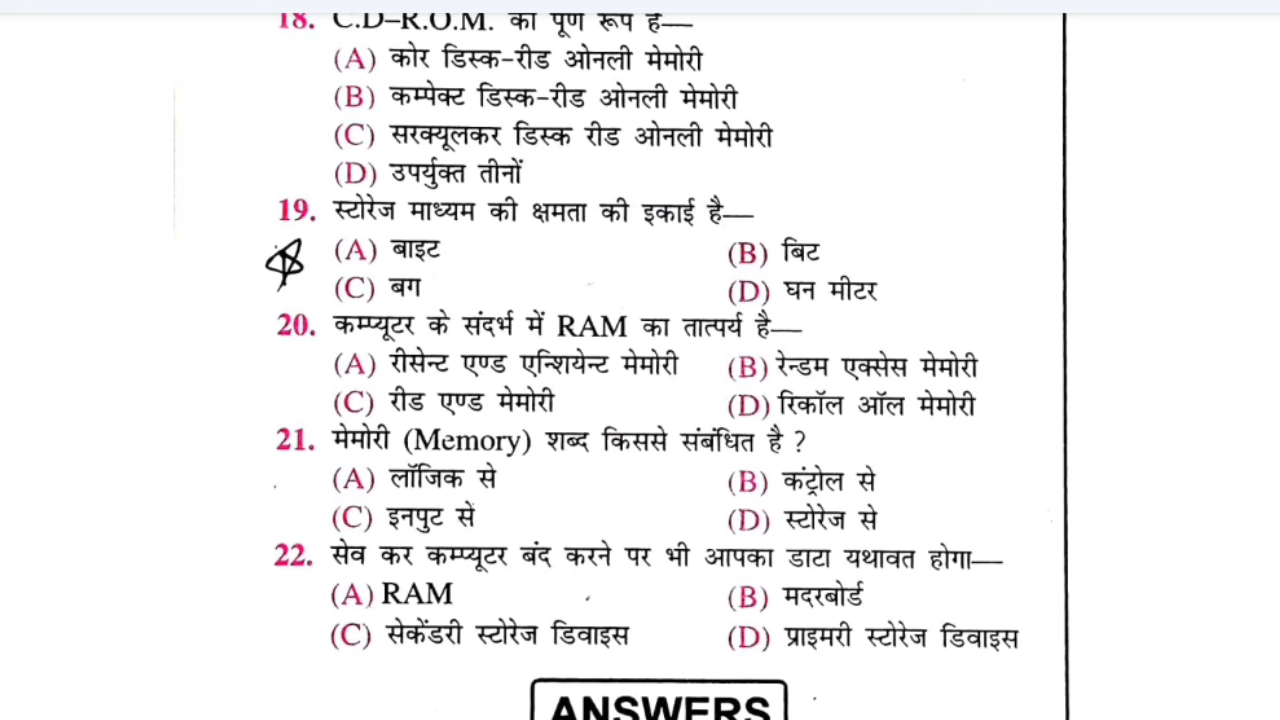 18. C.D–R.O.M. का पूर्ण रूप है—
(A) कोर डिस्क-रीड ओनली मेमोरी
(B) कम्पेक्ट डिस्क-रीड ओनली मेमोरी
(C) सरक्यूलकर डिस्क रीड ओनली मेमोरी
(D) उपर्युक्त तीनों
19. स्टोरेज माध्यम की क्षमता की इकाई है—
(A) बाइट (B) बिट
(C) बग (D) घन मीटर
20. कम्प्यूटर के संदर्भ में RAM का तात्पर्य है—
(A) रीसेन्ट एण्ड एन्शियेन्ट मेमोरी (B) रेन्डम एक्सेस मेमोरी
(C) रीड एण्ड मेमोरी (D) रिकॉल ऑल मेमोरी
21. मेमोरी (Memory) शब्द किससे संबंधित है ?
(A) लॉजिक से (B) कंट्रोल से
(C) इनपुट सें (D) स्टोरेज से
22. सेव कर कम्प्यूटर बंद करने पर भी आपका डाटा यथावत होगा—
(A) RAM (B) मदरबोर्ड
(C) सेकेंडरी स्टोरेज डिवाइस (D) प्राइमरी स्टोरेज डिवाइस
ANSWERS